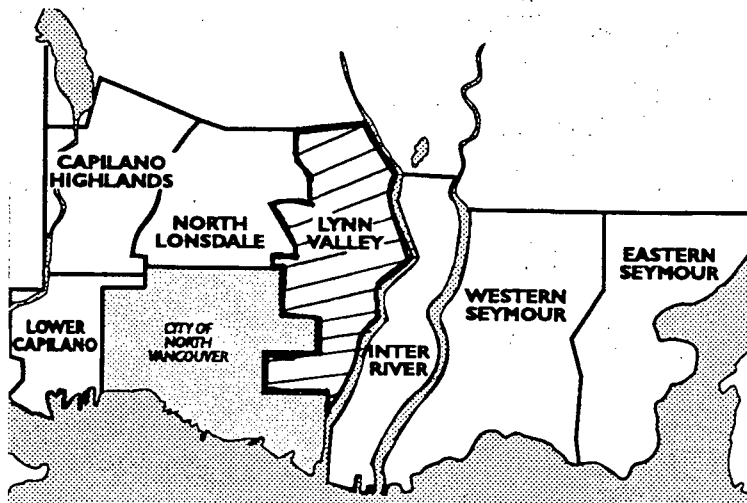 CAPILANO
HIGHLANDS
NORTH
LONSDALE
LYNN
VALLEY
EASTERN
SEYMOUR
WESTERN
SEYMOUR
LOWER
CAPILANO
CITY OF
NORTH
VANCOUVER
INTER
RIVER